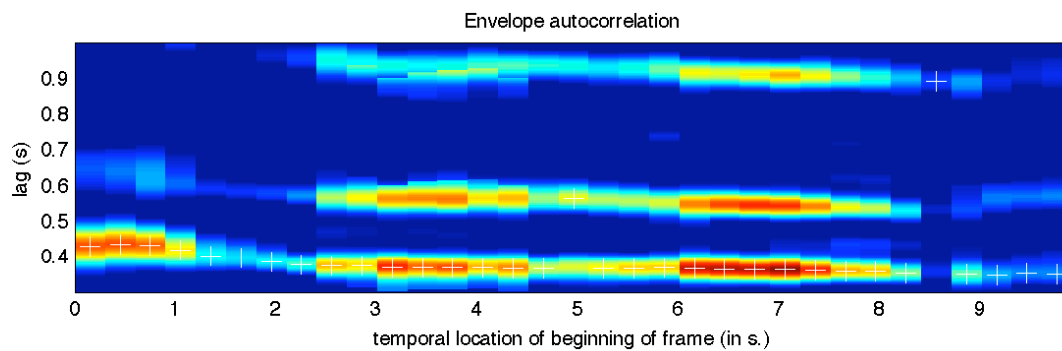 Envelope autocorrelation
lag (s)
0.9
0.8
0.7
0.6
0.5
0.4
0 1 2 3 4 5 6 7 8 9
temporal location of beginning of frame (in s.)